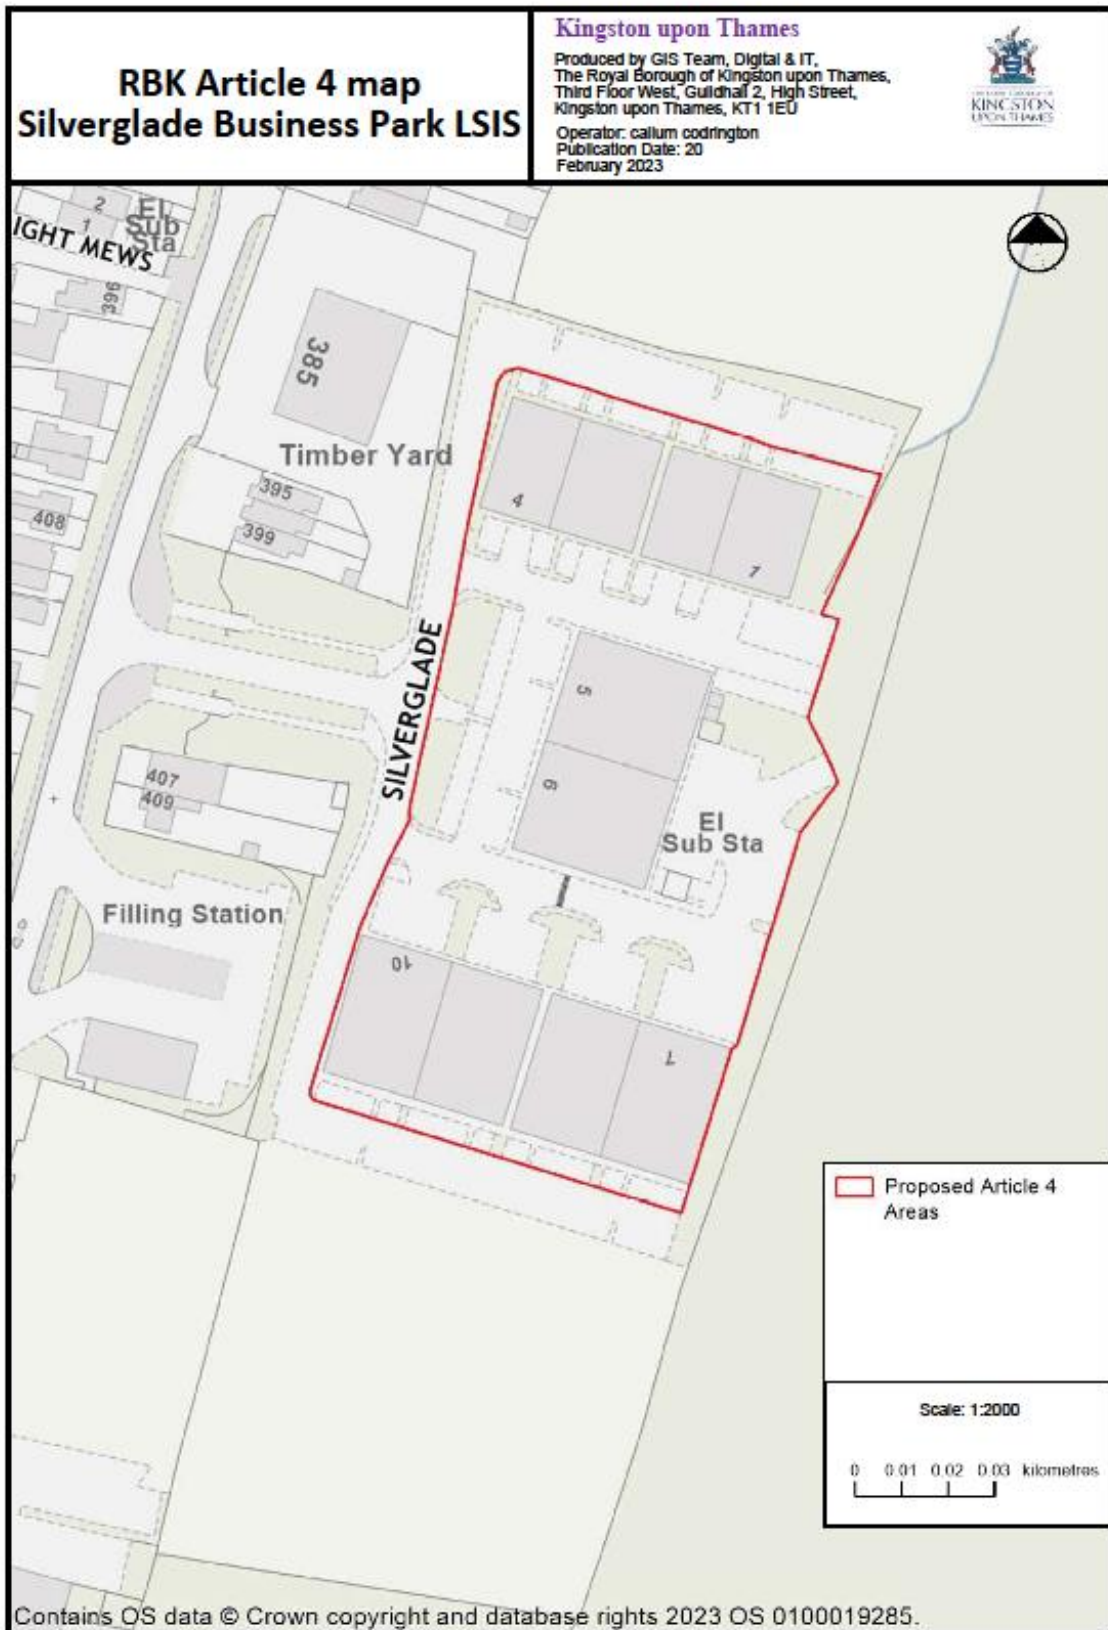 RBK Article 4 map
Silverglade Business Park LSIS
Kingston upon Thames
Produced by GIS Team, Digital & IT,
The Royal Borough of Kingston upon Thames,
Third Floor West, Guildhall 2, High Street,
Kingston upon Thames, KT1 1EU
Operator: callum codrington
Publication Date: 20
February 2023
KINGSTON
UPON THAMES
2
1
El
Sub
Sta
IGHT MEWS
396
385
Timber Yard
395
399
408
4
7
SILVERGLADE
5
6
407
409
El
Sub Sta
Filling Station
10
1
Proposed Article 4
Areas
Scale: 1:2000
0 0.01 0.02 0.03 kilometres
Contains OS data © Crown copyright and database rights 2023 OS 0100019285.